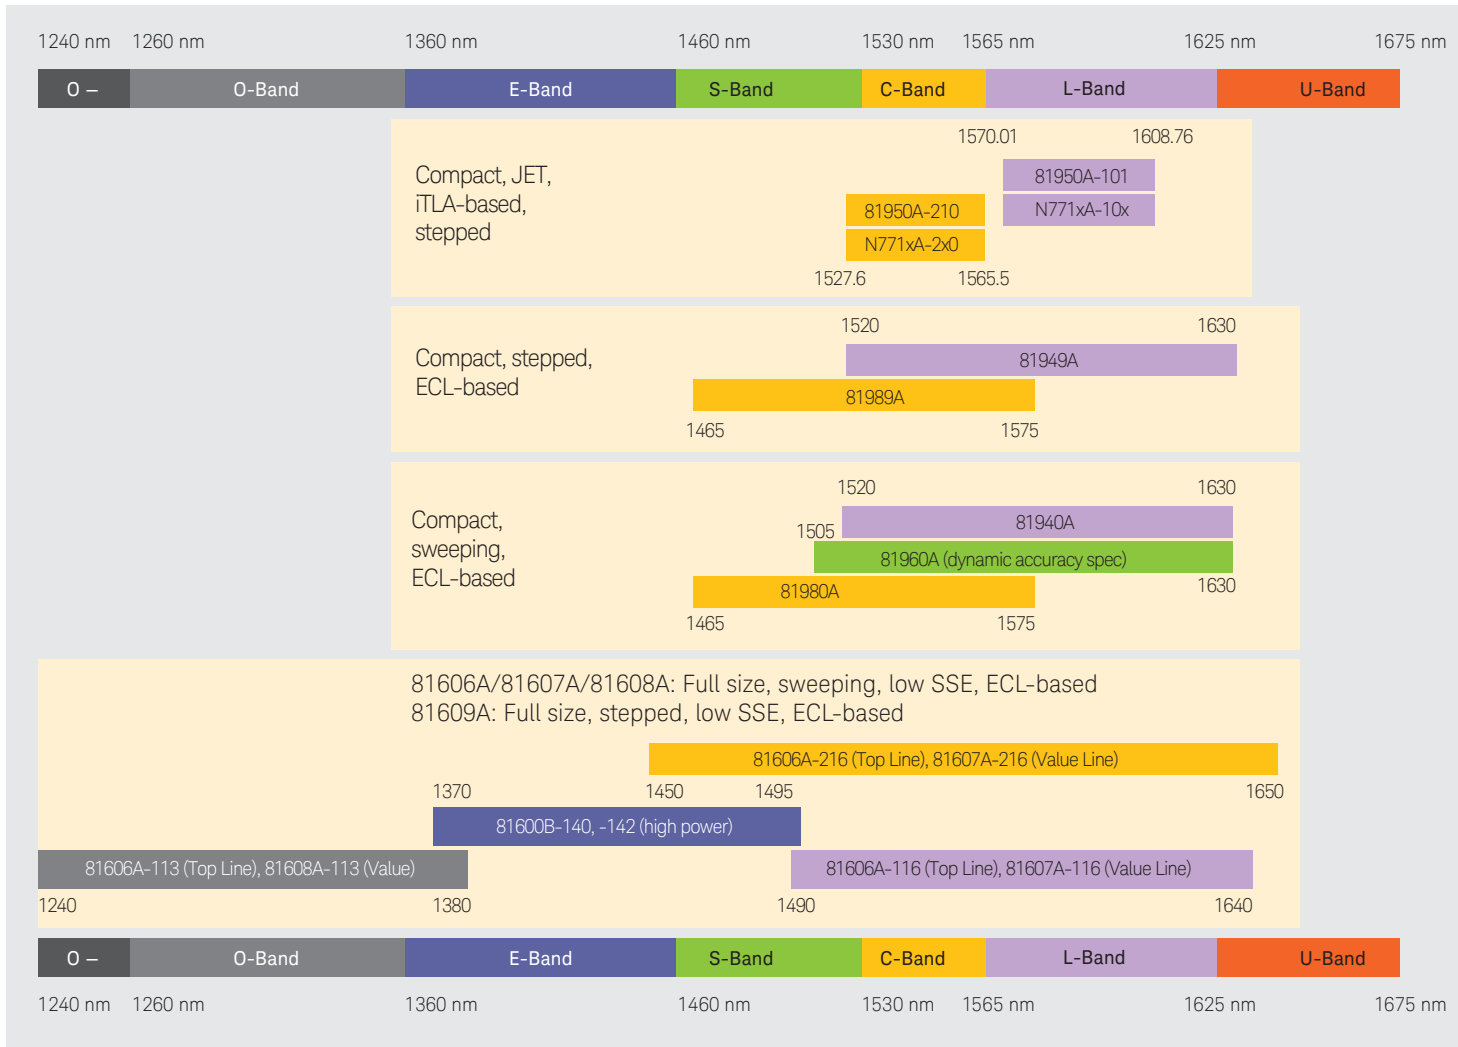 1240 nm 1260 nm 1360 nm 1460 nm 1530 nm 1565 nm 1625 nm 1675 nm
O – O-Band E-Band S-Band C-Band L-Band U-Band
1570.01 1608.76
Compact, JET,
iTLA-based,
stepped
81950A-101
81950A-210 N771xA-10x
N771xA-2x0
1527.6 1565.5
1520 1630
Compact, stepped,
ECL-based
81949A
81989A
1465 1575
1520 1630
Compact,
sweeping,
ECL-based
81940A
1505
81960A (dynamic accuracy spec)
1630
81980A
1465 1575
81606A/81607A/81608A: Full size, sweeping, low SSE, ECL-based
81609A: Full size, stepped, low SSE, ECL-based
81606A-216 (Top Line), 81607A-216 (Value Line)
1370 1450 1495 1650
81600B-140, -142 (high power)
81606A-113 (Top Line), 81608A-113 (Value) 81606A-116 (Top Line), 81607A-116 (Value Line)
1240 1380 1490 1640
O – O-Band E-Band S-Band C-Band L-Band U-Band
1240 nm 1260 nm 1360 nm 1460 nm 1530 nm 1565 nm 1625 nm 1675 nm